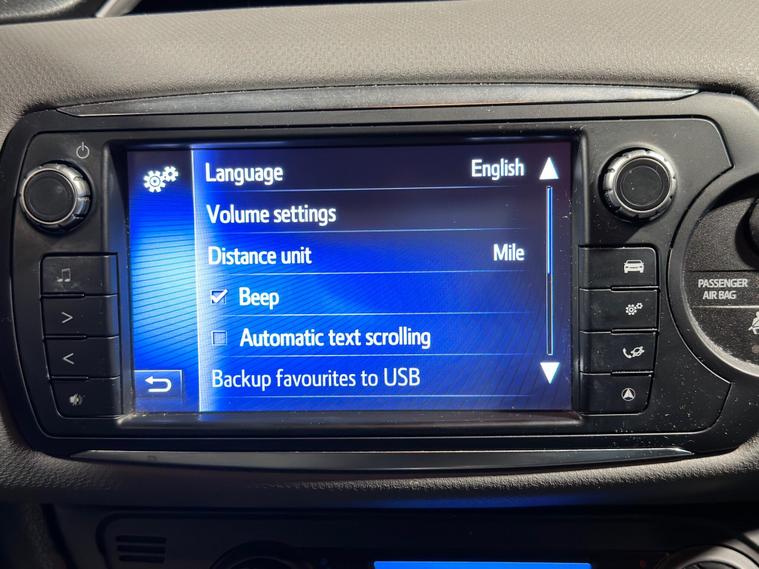 Language English
Volume settings
Distance unit Mile
Beep
Automatic text scrolling
Backup favourites to USB
PASSENGER
AIR BAG